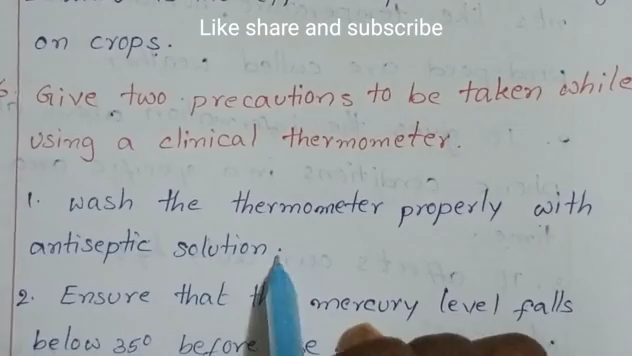 Like share and subscribe
on crops.
Give two precautions to be taken while
using a clinical thermometer.
1. wash the thermometer properly with
antiseptic solution.
2. Ensure that mercury level falls
below 35° before